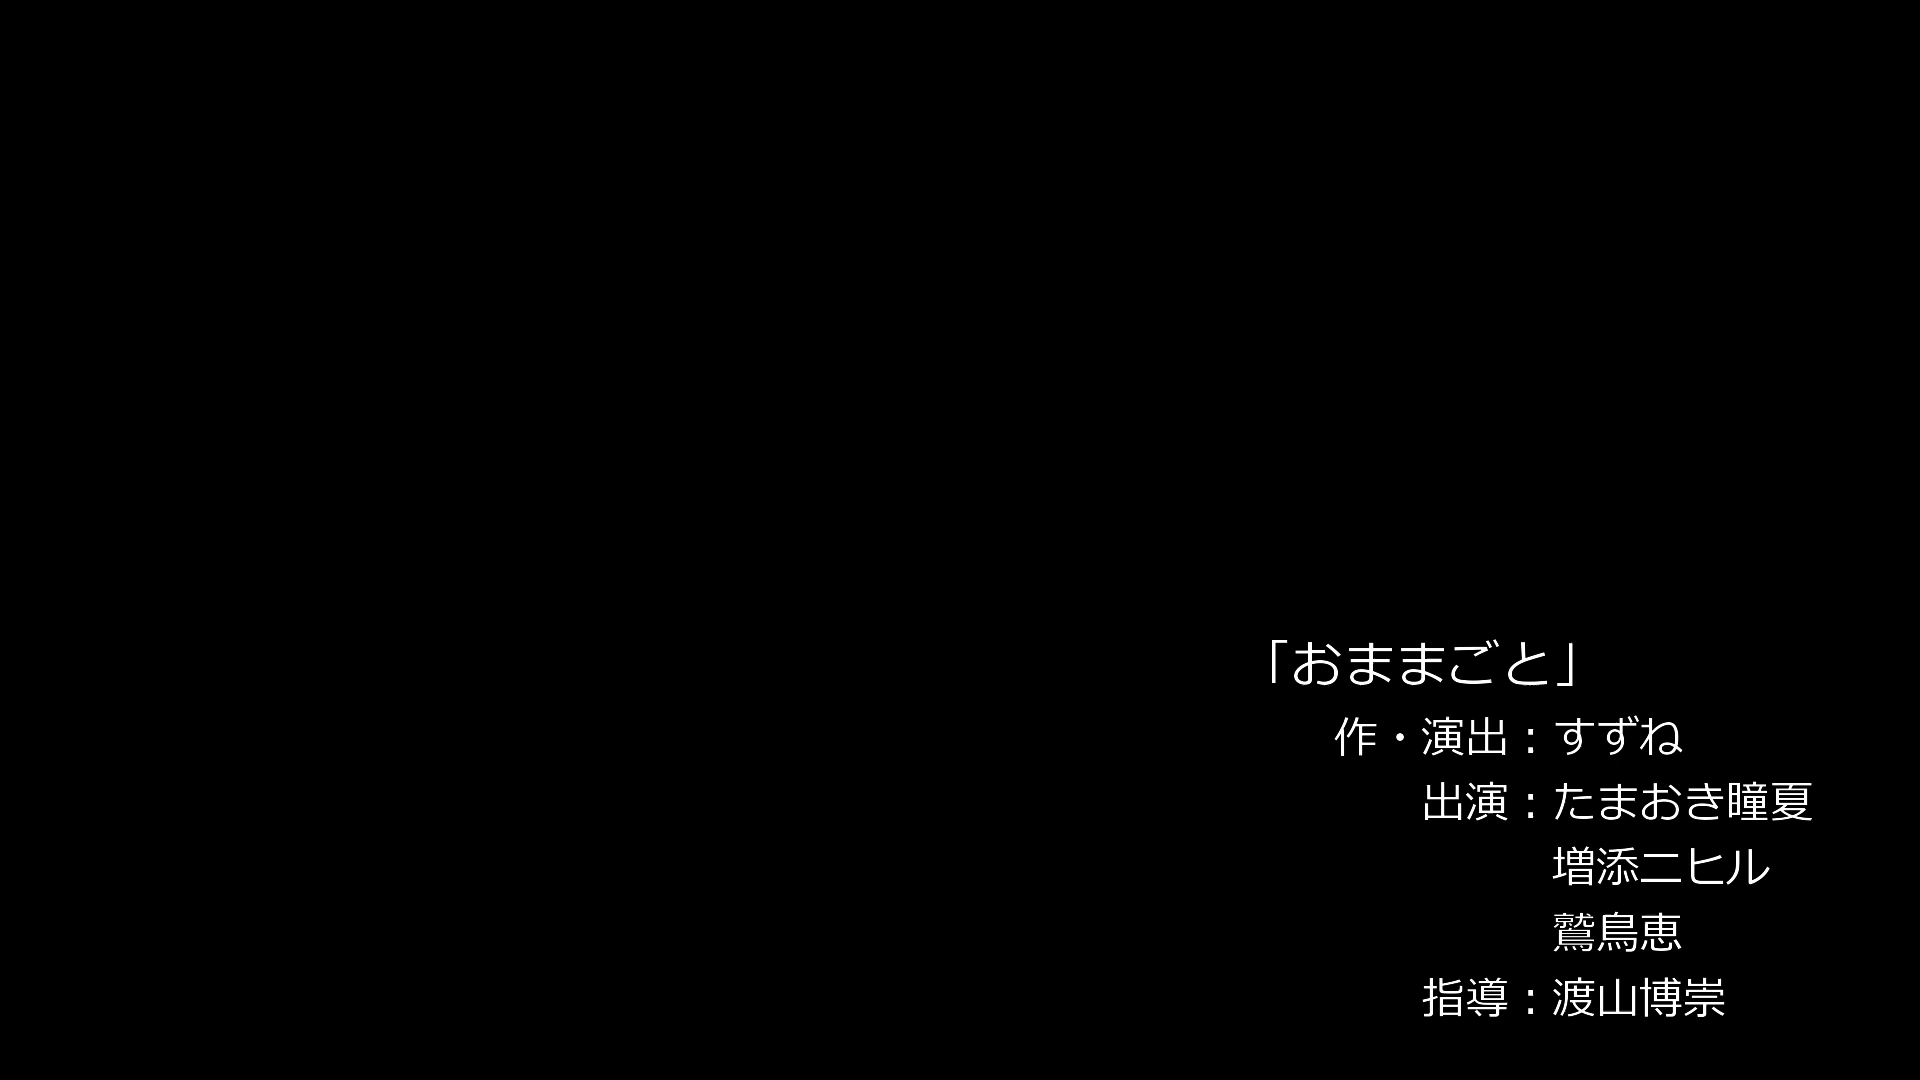 「おままごと」
作・演出：すずね
出演：たまおき瞳夏
増添ニヒル
鷲鳥恵
指導：渡山博崇